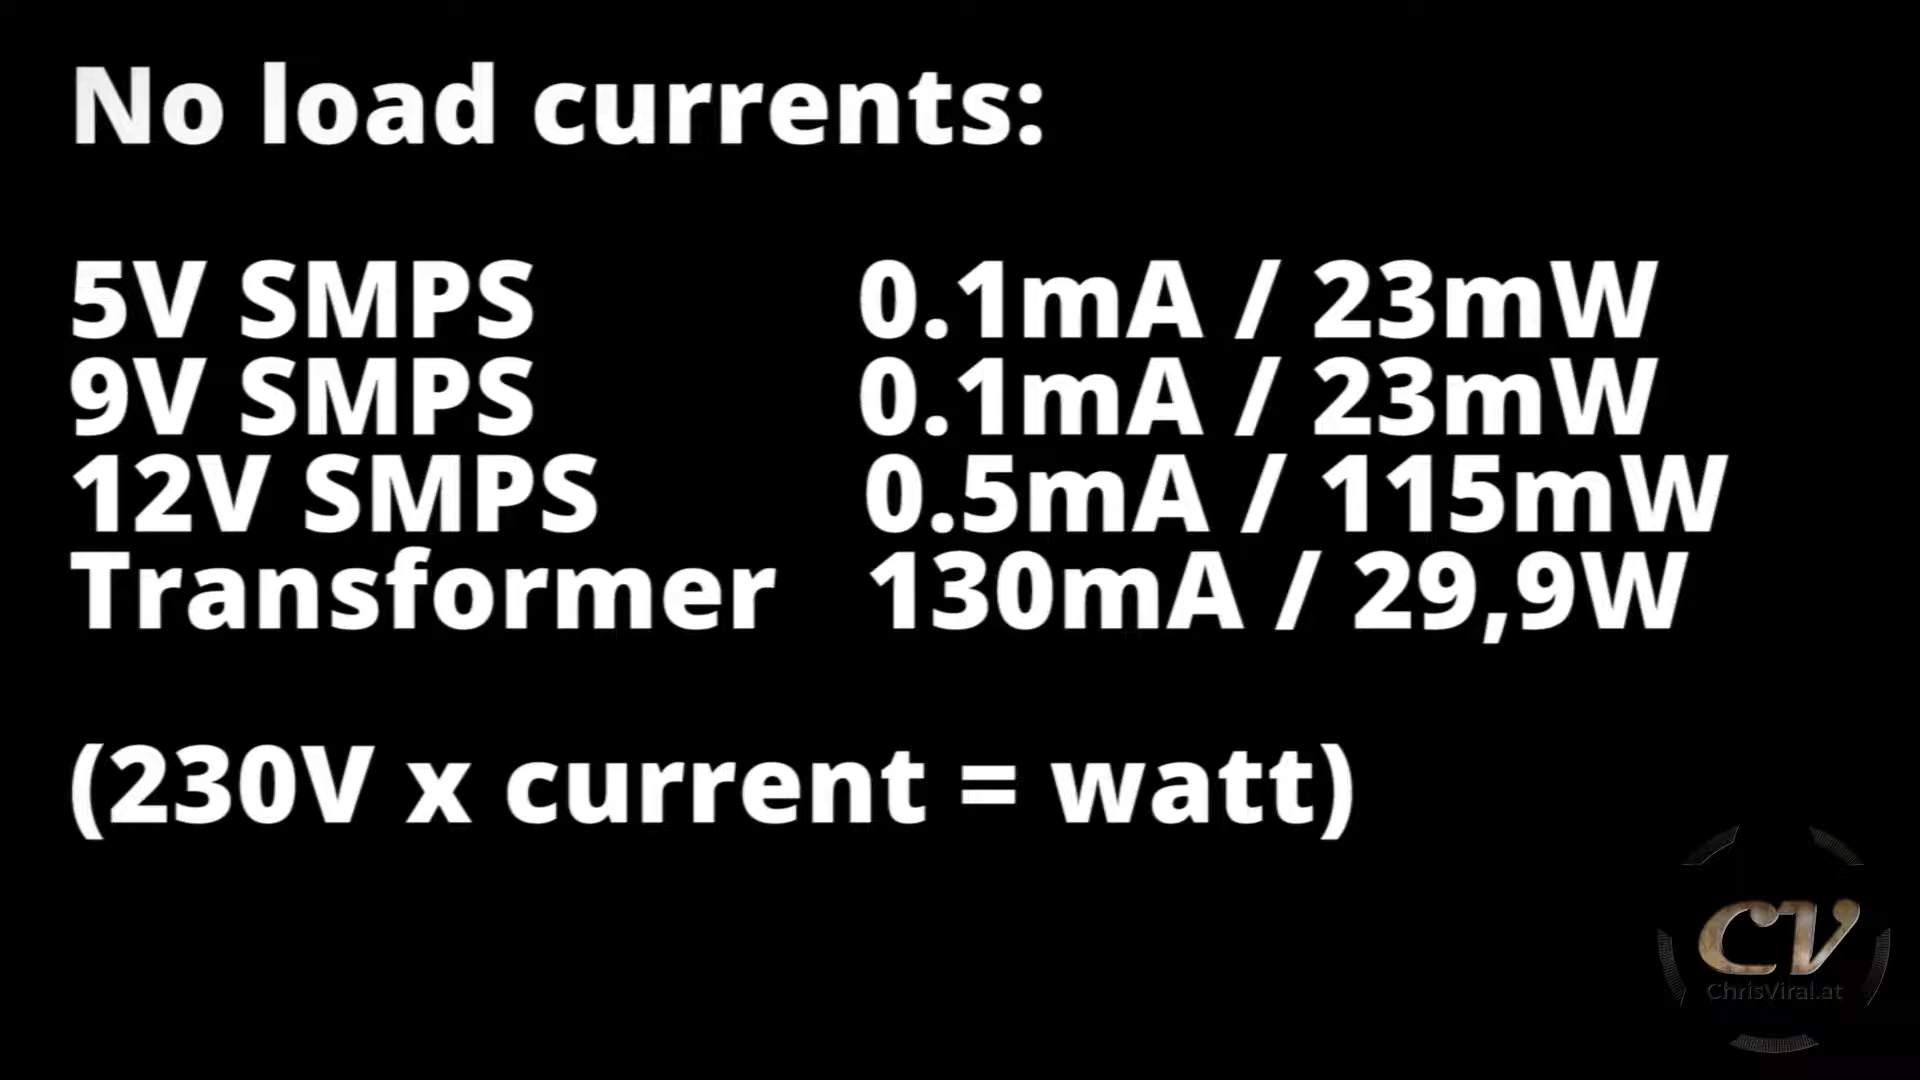 No load currents:
5V SMPS 0.1mA / 23mW
9V SMPS 0.1mA / 23mW
12V SMPS 0.5mA / 115mW
Transformer 130mA / 29,9W
(230V x current = watt)
CV
ChrisViral.at